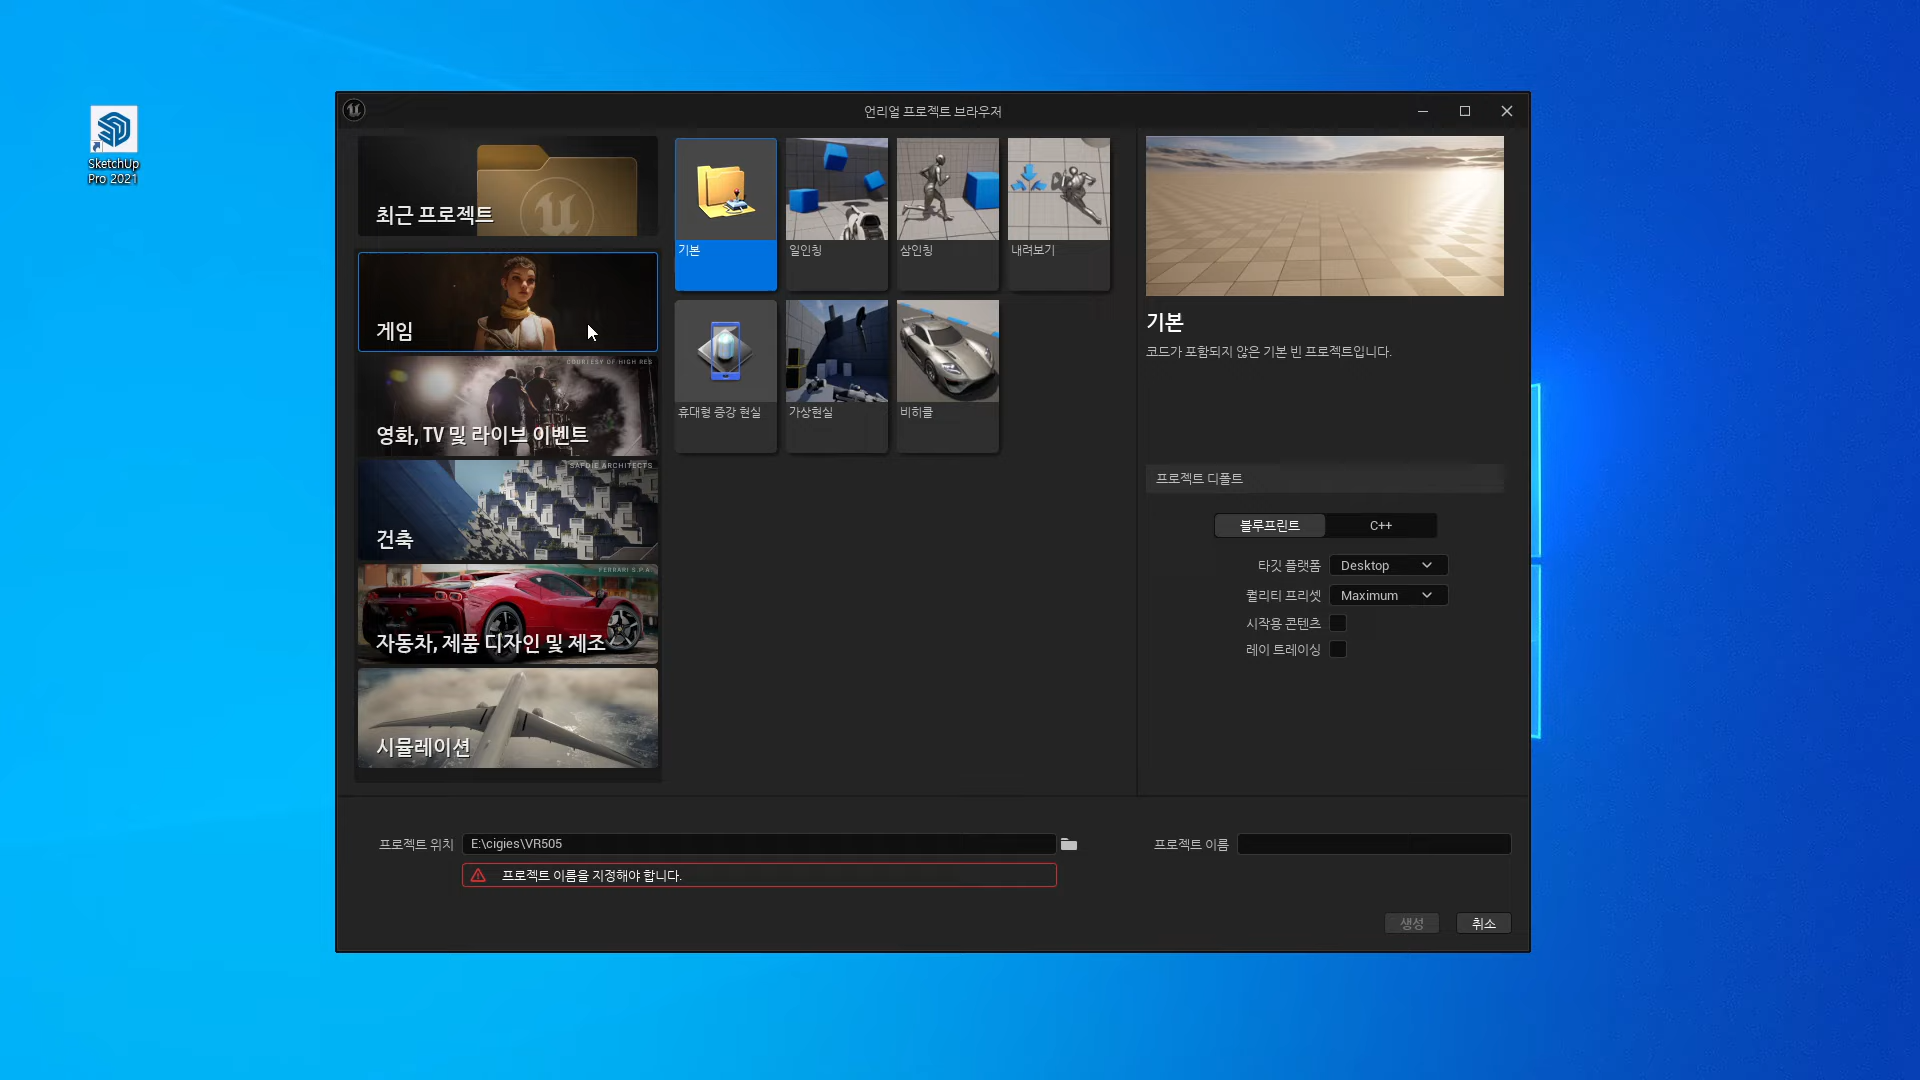 SketchUp
Pro 2021
언리얼 프로젝트 브라우저
최근 프로젝트
게임
COURTESY OF HIGH RES
영화, TV 및 라이브 이벤트
SAFDIE ARCHITECTS
건축
FERRARI S.P.A
자동차, 제품 디자인 및 제조
시뮬레이션
기본
일인칭
삼인칭
내려보기
휴대형 증강 현실
가상현실
비히클
기본
코드가 포함되지 않은 기본 빈 프로젝트입니다.
프로젝트 디폴트
블루프린트
C++
타깃 플랫폼
Desktop
퀄리티 프리셋
Maximum
시작용 콘텐츠
레이 트레이싱
프로젝트 위치
E:\cigies\VR505
프로젝트 이름
프로젝트 이름을 지정해야 합니다.
생성
취소